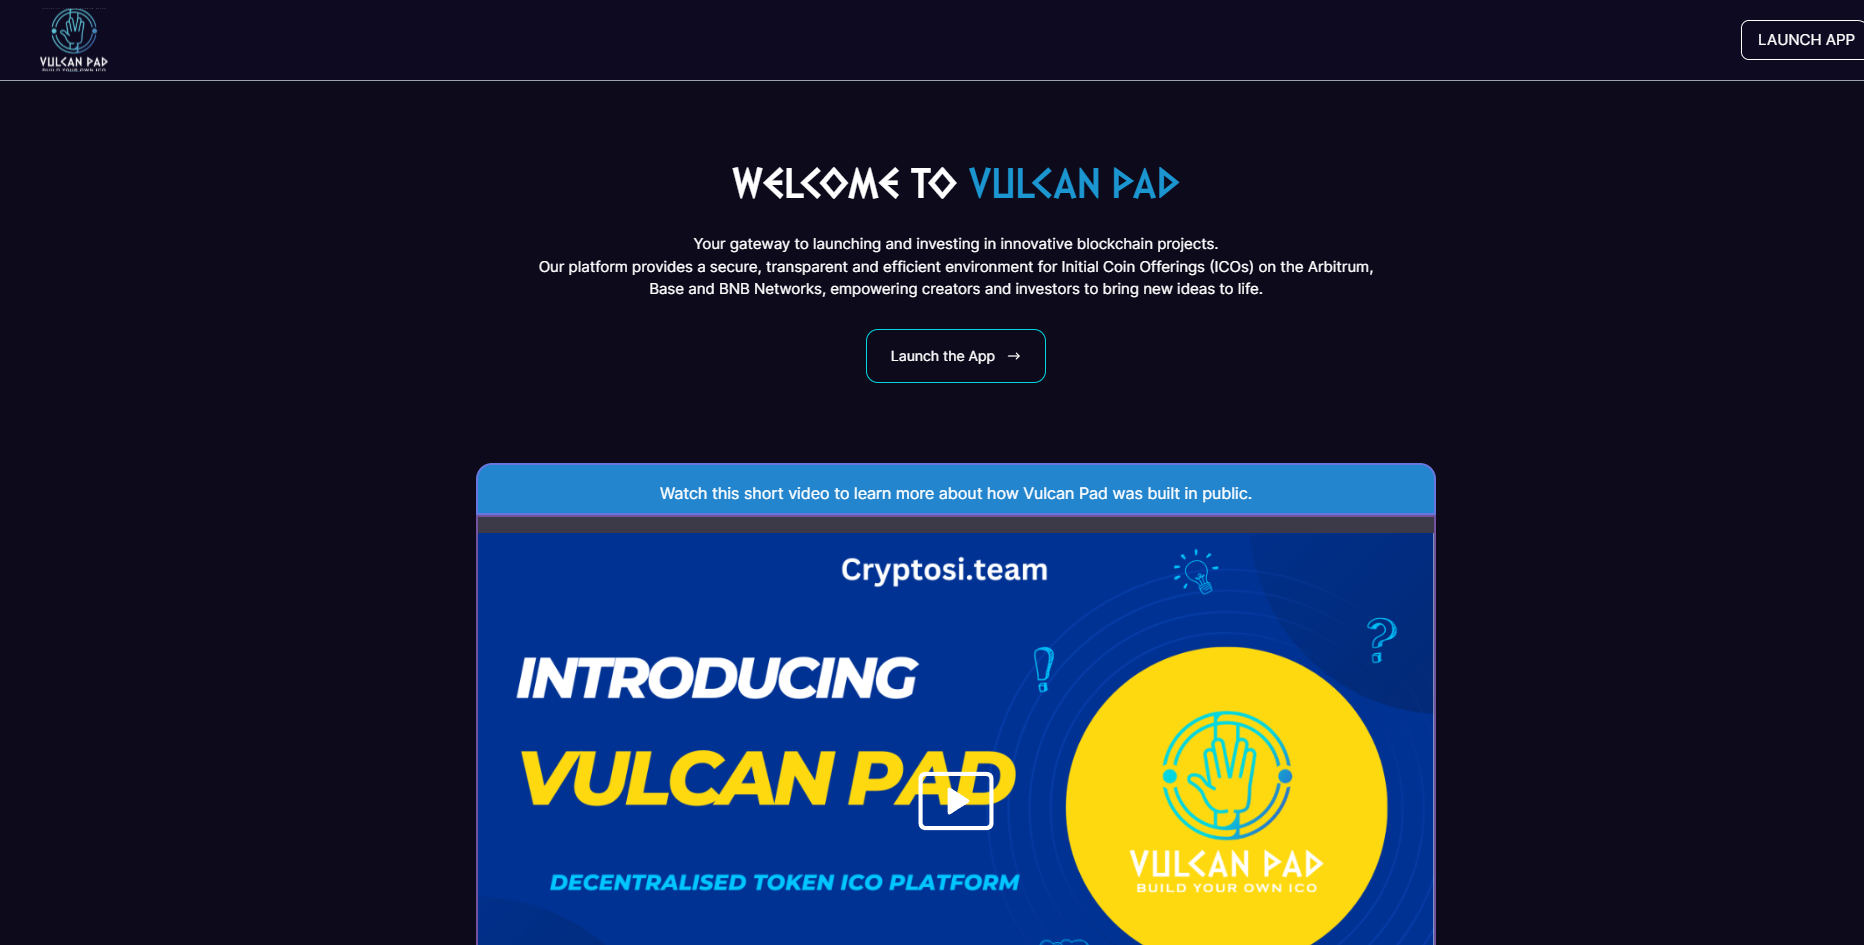 VULCAN PAD
BUILD YOUR OWN ICO
LAUNCH APP
WELCOME TO VULCAN PAD
Your gateway to launching and investing in innovative blockchain projects.
Our platform provides a secure, transparent and efficient environment for Initial Coin Offerings (ICOs) on the Arbitrum,
Base and BNB Networks, empowering creators and investors to bring new ideas to life.
Launch the App →
Watch this short video to learn more about how Vulcan Pad was built in public.
Cryptosi.team
INTRODUCING
VULCAN PAD
DECENTRALISED TOKEN ICO PLATFORM
!
?
VULCAN PAD
BUILD YOUR OWN ICO